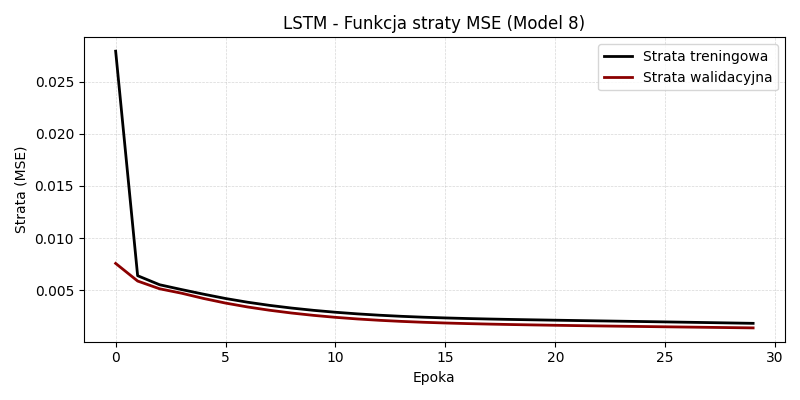 LSTM - Funkcja straty MSE (Model 8)
Strata treningowa
Strata walidacyjna
Strata (MSE)
0.025
0.020
0.015
0.010
0.005
0 5 10 15 20 25 30
Epoka